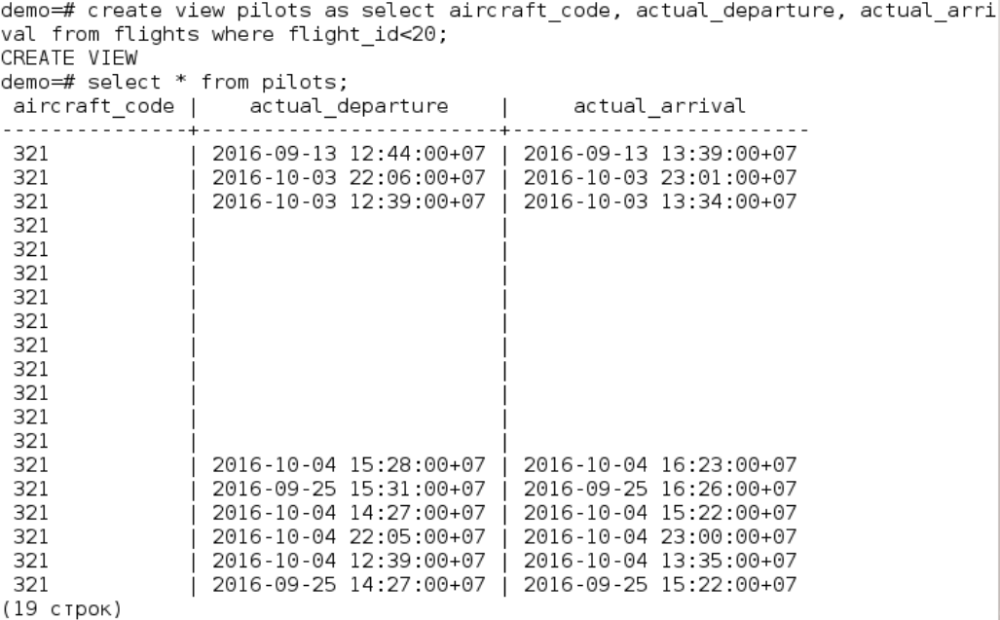 demo=# create view pilots as select aircraft_code, actual_departure, actual_arri
val from flights where flight_id<20;
CREATE VIEW
demo=# select * from pilots;
 aircraft_code |    actual_departure    |     actual_arrival
---------------+------------------------+------------------------
 321           | 2016-09-13 12:44:00+07 | 2016-09-13 13:39:00+07
 321           | 2016-10-03 22:06:00+07 | 2016-10-03 23:01:00+07
 321           | 2016-10-03 12:39:00+07 | 2016-10-03 13:34:00+07
 321           |                        |
 321           |                        |
 321           |                        |
 321           |                        |
 321           |                        |
 321           |                        |
 321           |                        |
 321           |                        |
 321           |                        |
 321           |                        |
 321           | 2016-10-04 15:28:00+07 | 2016-10-04 16:23:00+07
 321           | 2016-09-25 15:31:00+07 | 2016-09-25 16:26:00+07
 321           | 2016-10-04 14:27:00+07 | 2016-10-04 15:22:00+07
 321           | 2016-10-04 22:05:00+07 | 2016-10-04 23:00:00+07
 321           | 2016-10-04 12:39:00+07 | 2016-10-04 13:35:00+07
 321           | 2016-09-25 14:27:00+07 | 2016-09-25 15:22:00+07
(19 строк)